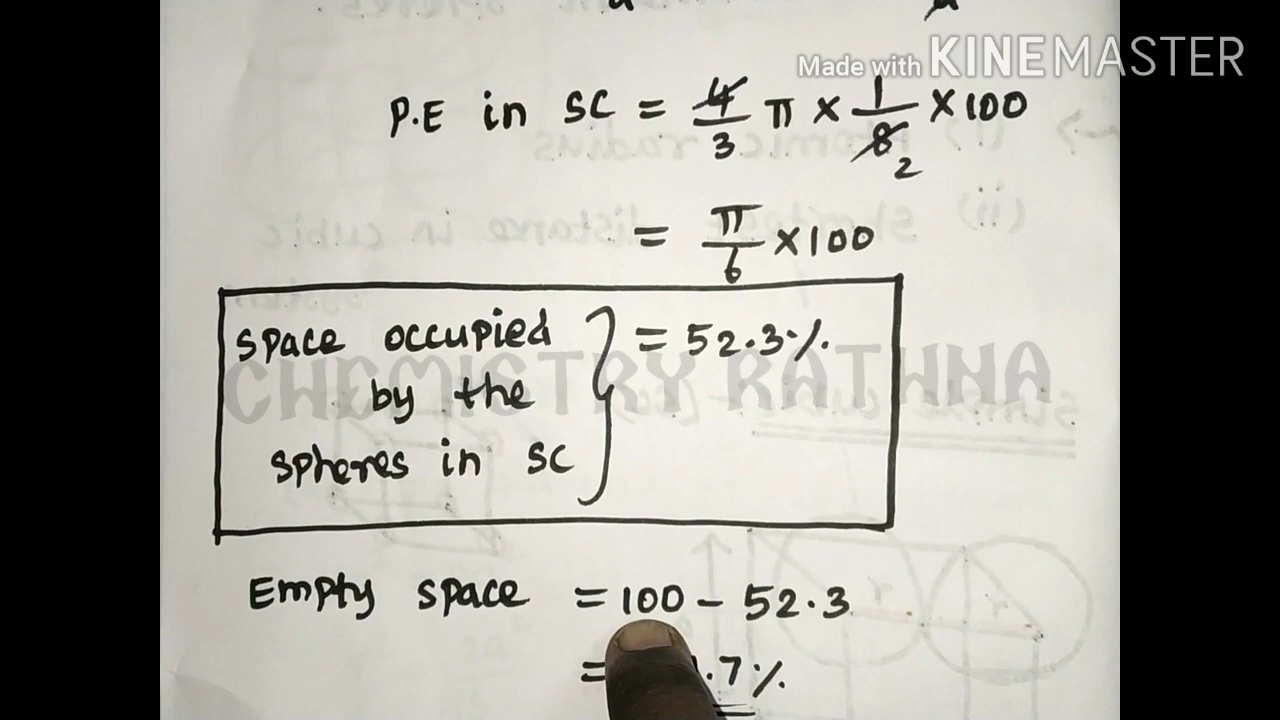 Made with KINEMASTER
P.E in SC = 4/3 π × 1/8 2 × 100
= π/6 × 100
Space occupied } = 52.3%
by the
spheres in SC
CHEMISTRY RATHNA
Empty space = 100 - 52.3
= .7%